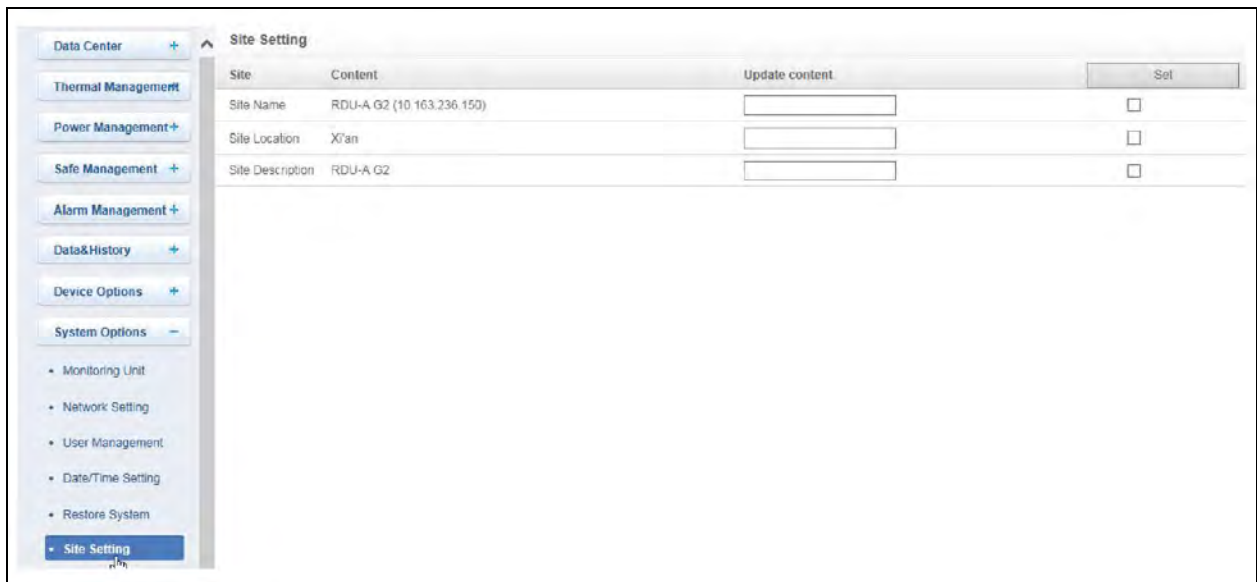 Data Center +
Thermal Management +
Power Management +
Safe Management +
Alarm Management +
Data&History +
Device Options +
System Options −
• Monitoring Unit
• Network Setting
• User Management
• Date/Time Setting
• Restore System
• Site Setting
Site Setting
Site Content Update content Set
Site Name RDU-A G2 (10.163.236.150)
Site Location Xi'an
Site Description RDU-A G2